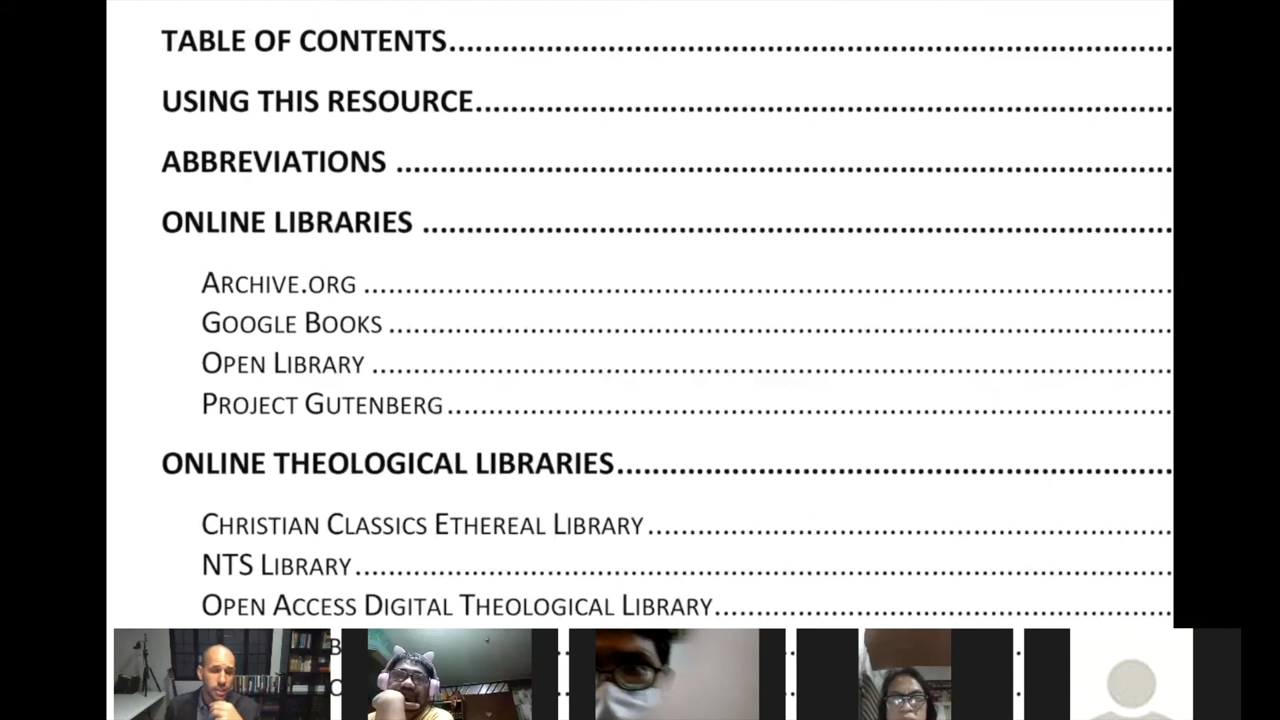 TABLE OF CONTENTS................................................................................
USING THIS RESOURCE.............................................................................
ABBREVIATIONS ....................................................................................
ONLINE LIBRARIES .................................................................................
ARCHIVE.ORG .......................................................................................
GOOGLE BOOKS .....................................................................................
OPEN LIBRARY ......................................................................................
PROJECT GUTENBERG...............................................................................
ONLINE THEOLOGICAL LIBRARIES.............................................................
CHRISTIAN CLASSICS ETHEREAL LIBRARY.....................................................
NTS LIBRARY........................................................................................
OPEN ACCESS DIGITAL THEOLOGICAL LIBRARY..............................................